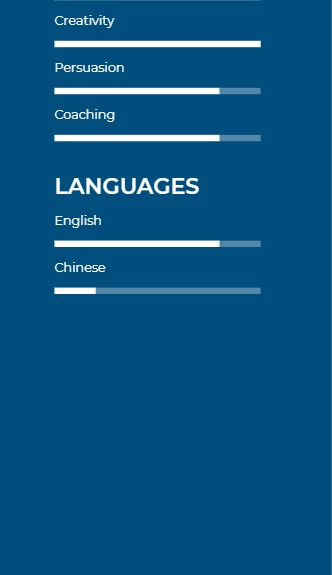 Creativity
Persuasion
Coaching
LANGUAGES
English
Chinese